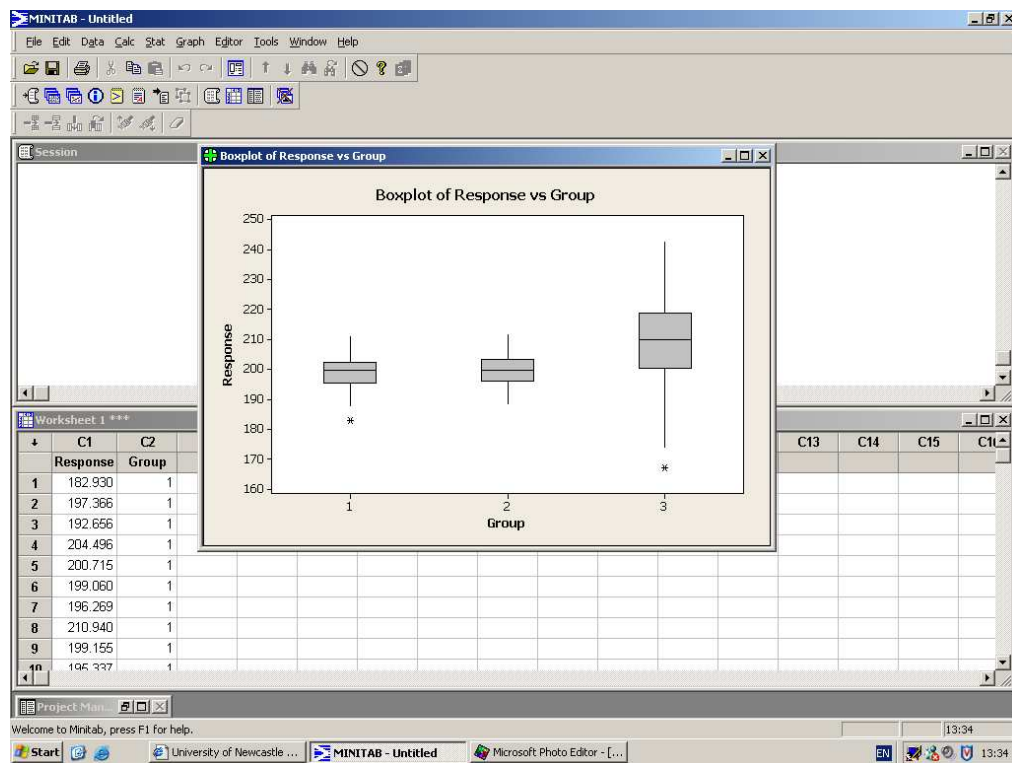 MINITAB - Untitled
File Edit Data Calc Stat Graph Editor Tools Window Help
Session
Boxplot of Response vs Group
Boxplot of Response vs Group
250
240
230
220
210
200
190
180
170
160
Response
1 2 3
Group
Worksheet 1 ***
C1 C2 C13 C14 C15
Response Group
1 182.930 1
2 197.366 1
3 192.656 1
4 204.496 1
5 200.715 1
6 199.060 1
7 196.269 1
8 210.940 1
9 199.155 1
10 195.337 1
Project Man...
Welcome to Minitab, press F1 for help.
13:34
Start University of Newcastle ... MINITAB - Untitled Microsoft Photo Editor - [... EN 13:34